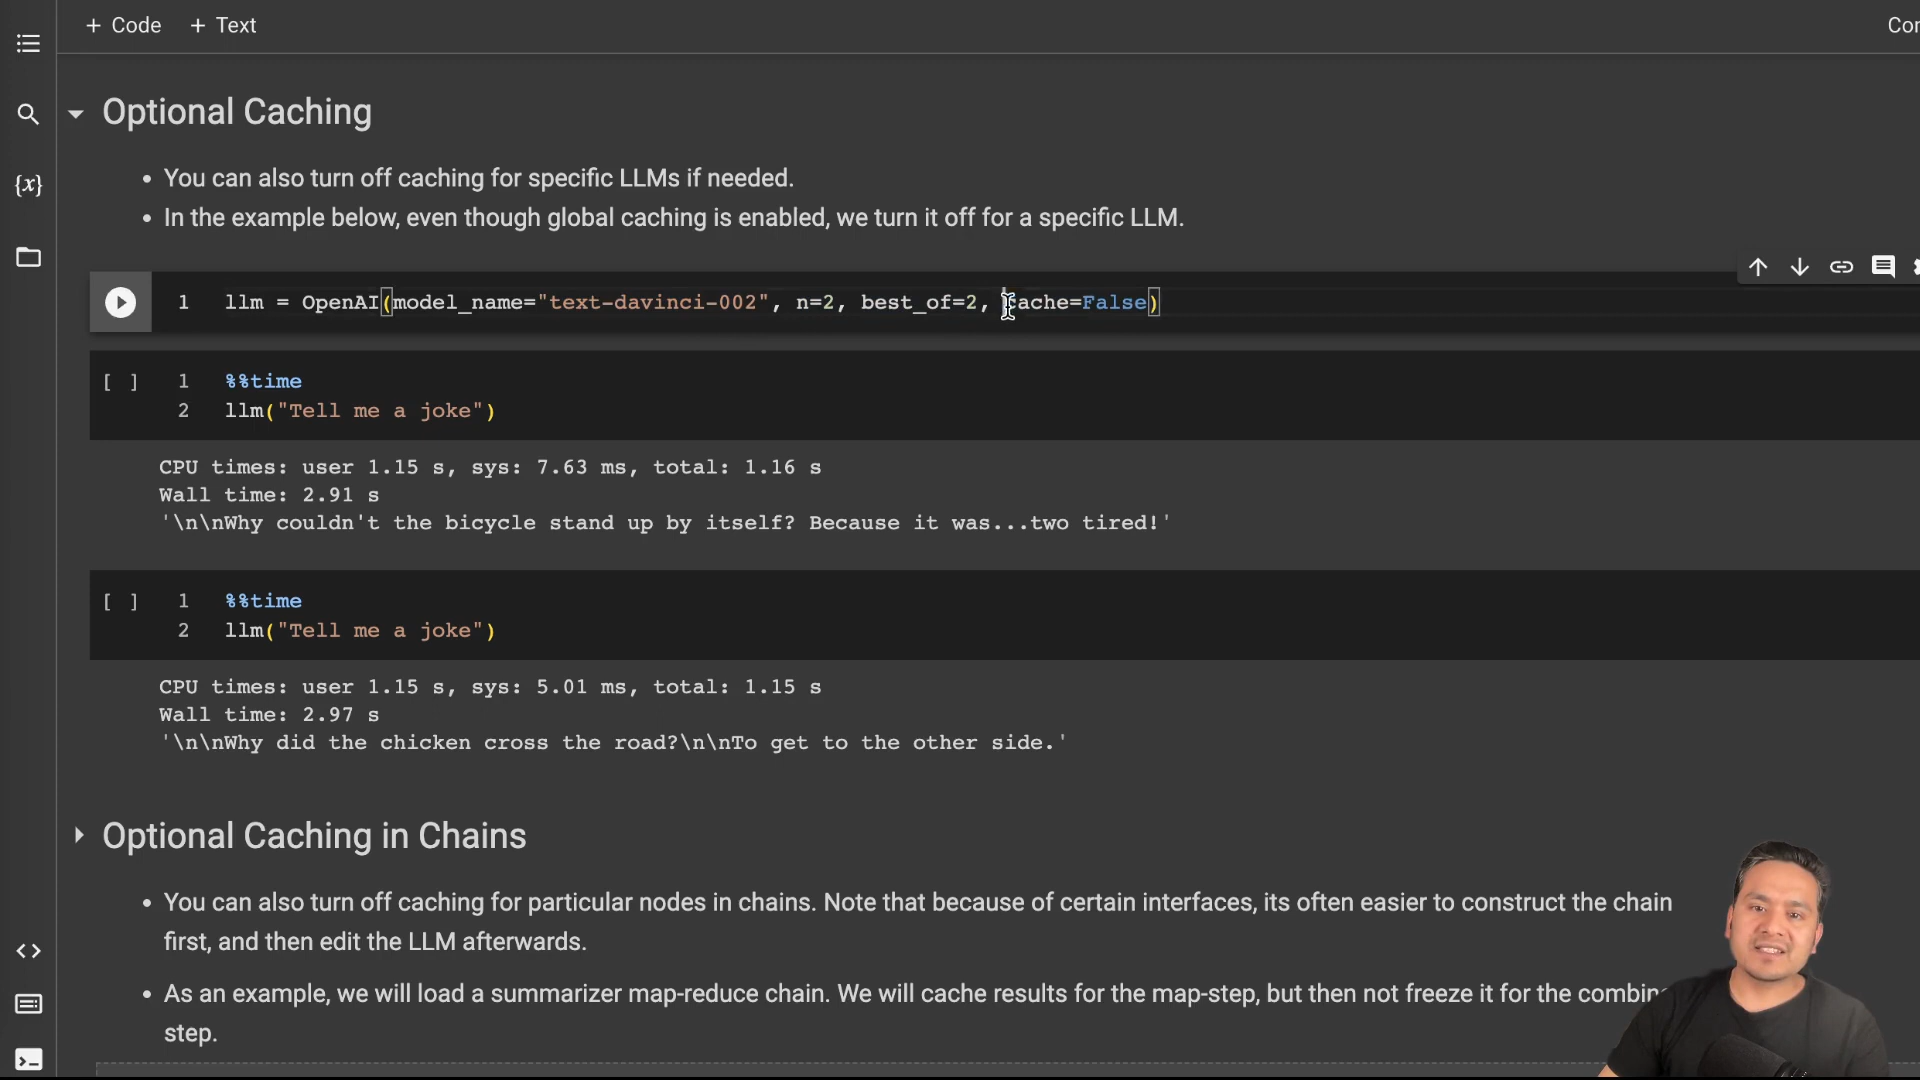 + Code + Text
Optional Caching
• You can also turn off caching for specific LLMs if needed.
• In the example below, even though global caching is enabled, we turn it off for a specific LLM.
1 llm = OpenAI(model_name="text-davinci-002", n=2, best_of=2, cache=False)
[ ] 1 %%time
2 llm("Tell me a joke")
CPU times: user 1.15 s, sys: 7.63 ms, total: 1.16 s
Wall time: 2.91 s
'\n\nWhy couldn't the bicycle stand up by itself? Because it was...two tired!'
[ ] 1 %%time
2 llm("Tell me a joke")
CPU times: user 1.15 s, sys: 5.01 ms, total: 1.15 s
Wall time: 2.97 s
'\n\nWhy did the chicken cross the road?\n\nTo get to the other side.'
Optional Caching in Chains
• You can also turn off caching for particular nodes in chains. Note that because of certain interfaces, its often easier to construct the chain
first, and then edit the LLM afterwards.
• As an example, we will load a summarizer map-reduce chain. We will cache results for the map-step, but then not freeze it for the
step.